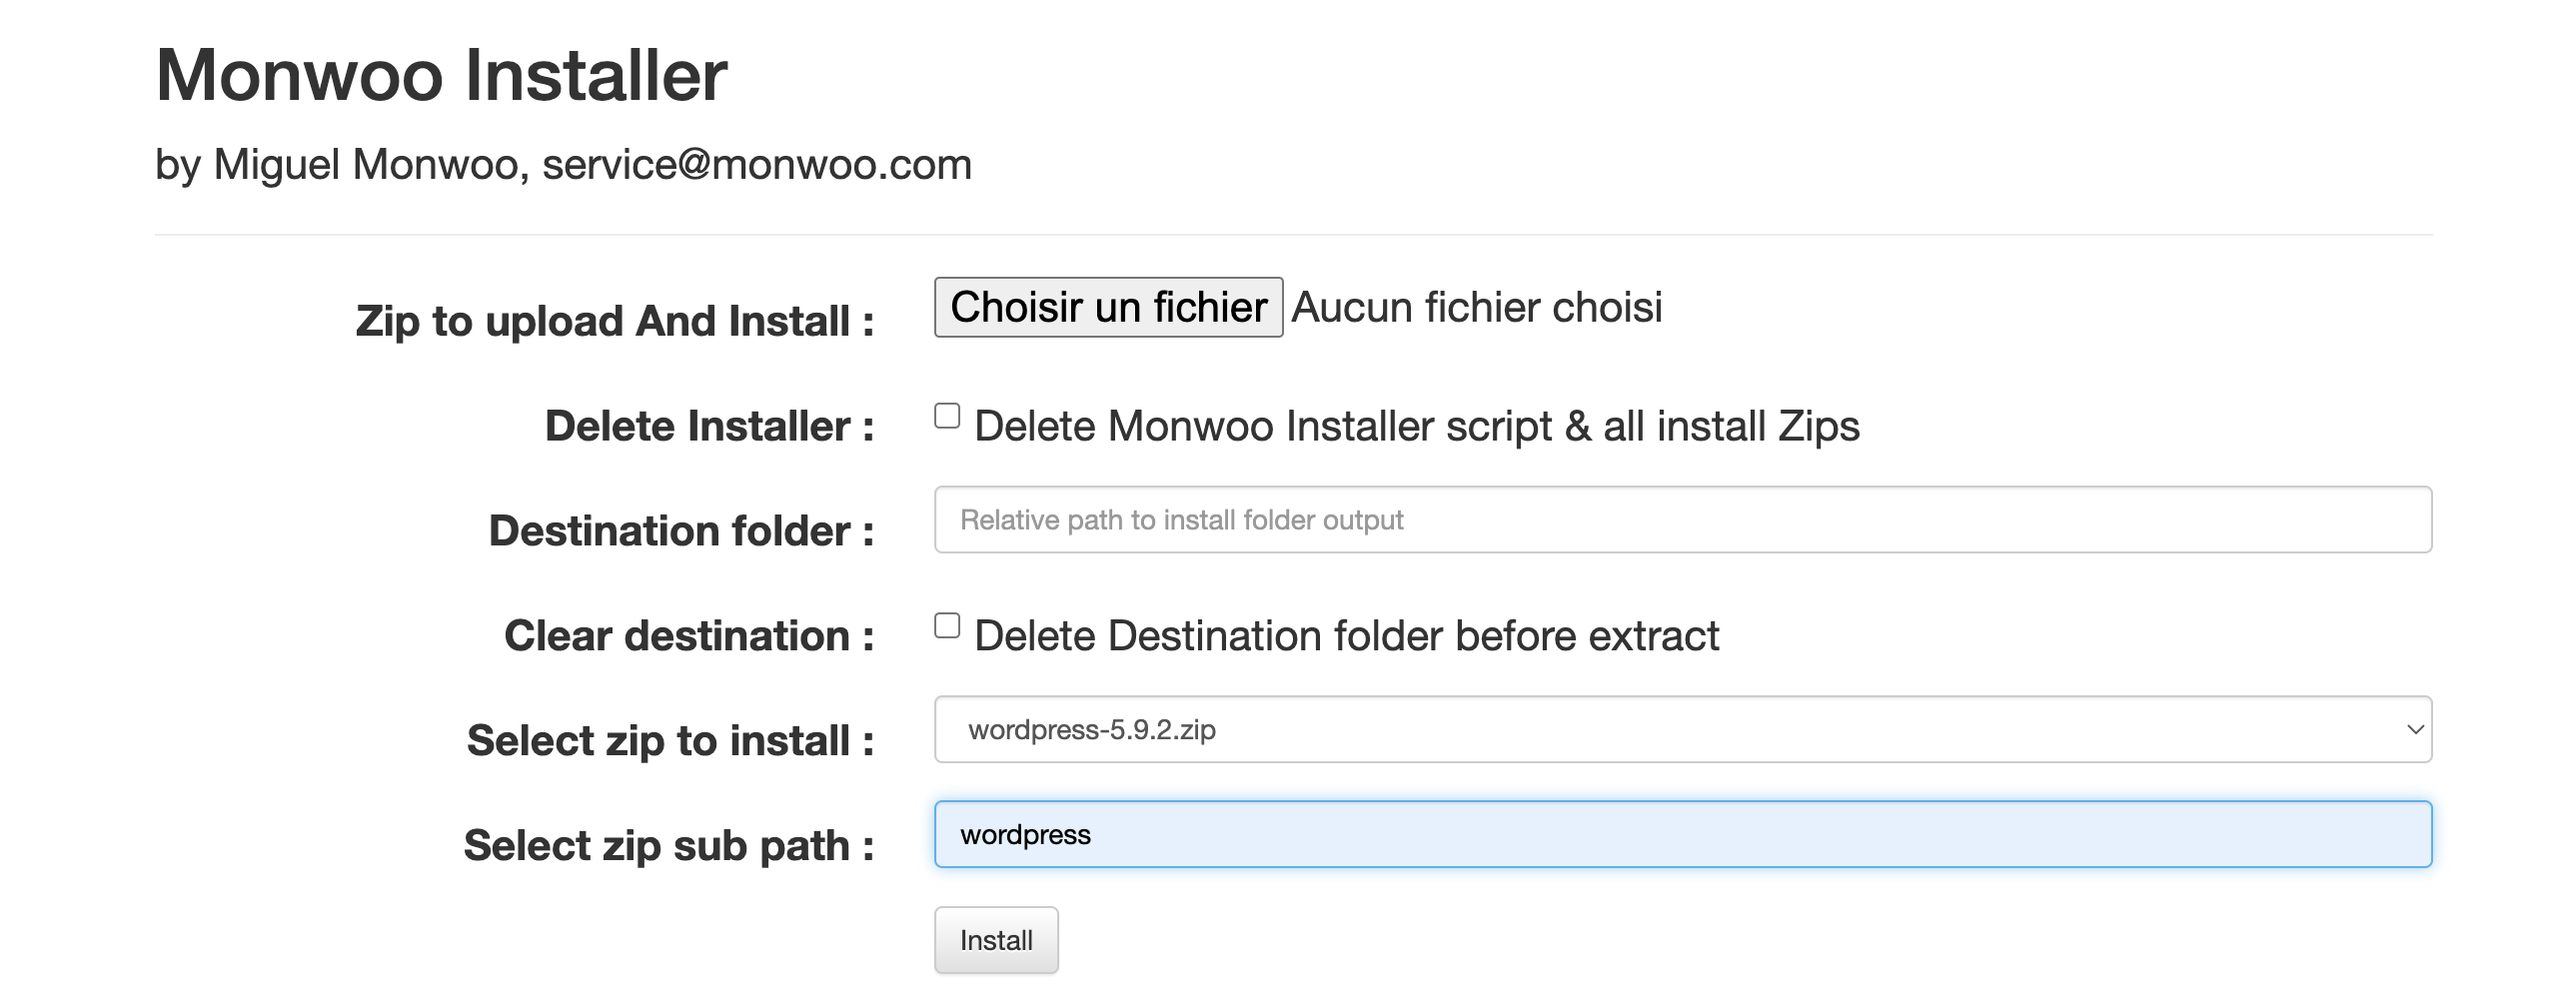 Monwoo Installer
by Miguel Monwoo, service@monwoo.com
Zip to upload And Install : Choisir un fichier Aucun fichier choisi
Delete Installer : Delete Monwoo Installer script & all install Zips
Destination folder : Relative path to install folder output
Clear destination : Delete Destination folder before extract
Select zip to install : wordpress-5.9.2.zip
Select zip sub path : wordpress
Install